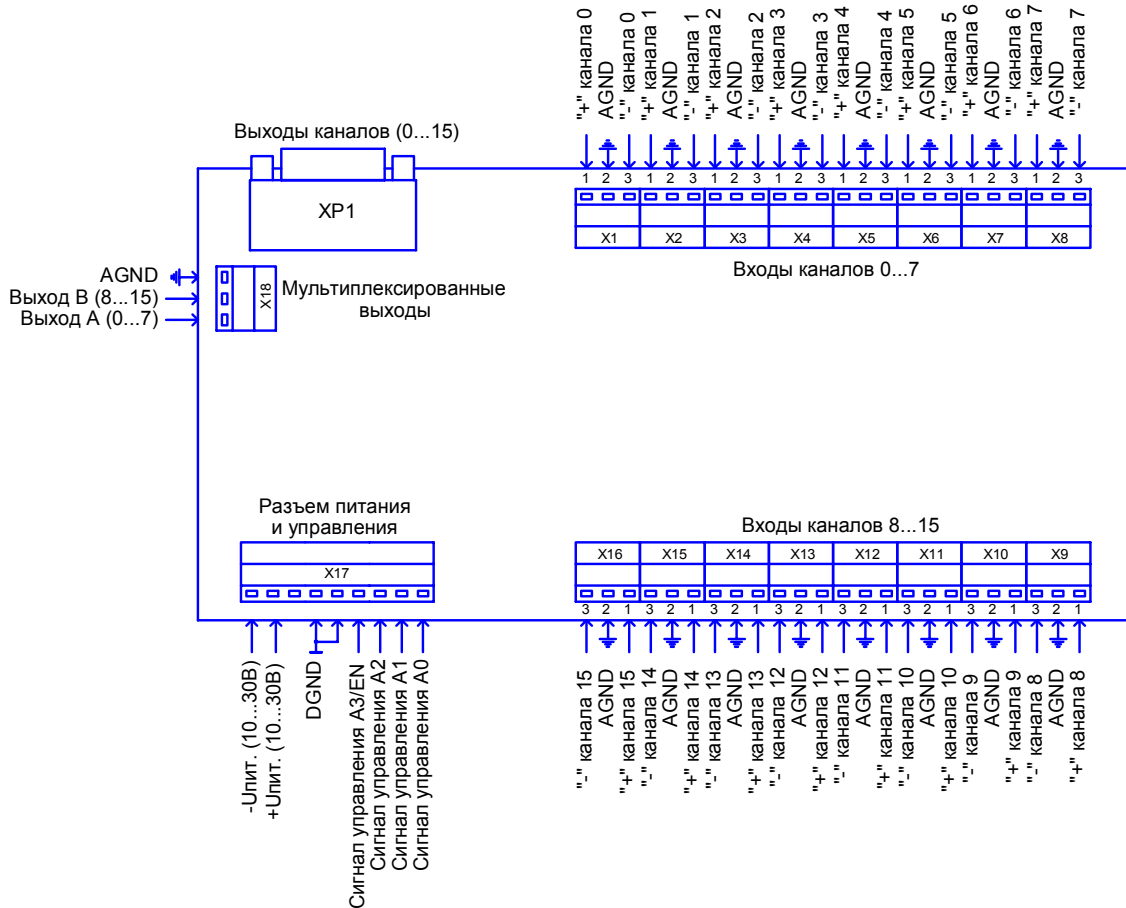 "+" канала 0
AGND
"-" канала 0
"+" канала 1
AGND
"-" канала 1
"+" канала 2
AGND
"-" канала 2
"+" канала 3
AGND
"-" канала 3
"+" канала 4
AGND
"-" канала 4
"+" канала 5
AGND
"-" канала 5
"+" канала 6
AGND
"-" канала 6
"+" канала 7
AGND
"-" канала 7
Выходы каналов (0...15)
XP1
1 2 3 1 2 3 1 2 3 1 2 3 1 2 3 1 2 3 1 2 3 1 2 3
X1 X2 X3 X4 X5 X6 X7 X8
Входы каналов 0...7
AGND
Выход B (8...15)
Выход A (0...7)
X18
Мультиплексированные
выходы
Разъем питания
и управления
X17
Входы каналов 8...15
X16 X15 X14 X13 X12 X11 X10 X9
3 2 1 3 2 1 3 2 1 3 2 1 3 2 1 3 2 1 3 2 1 3 2 1
-Uпит. (10...30В)
+Uпит. (10...30В)
DGND
Сигнал управления A3/EN
Сигнал управления A2
Сигнал управления A1
Сигнал управления A0
"-" канала 15
AGND
"+" канала 15
"-" канала 14
AGND
"+" канала 14
"-" канала 13
AGND
"+" канала 13
"-" канала 12
AGND
"+" канала 12
"-" канала 11
AGND
"+" канала 11
"-" канала 10
AGND
"+" канала 10
"-" канала 9
AGND
"+" канала 9
"-" канала 8
AGND
"+" канала 8